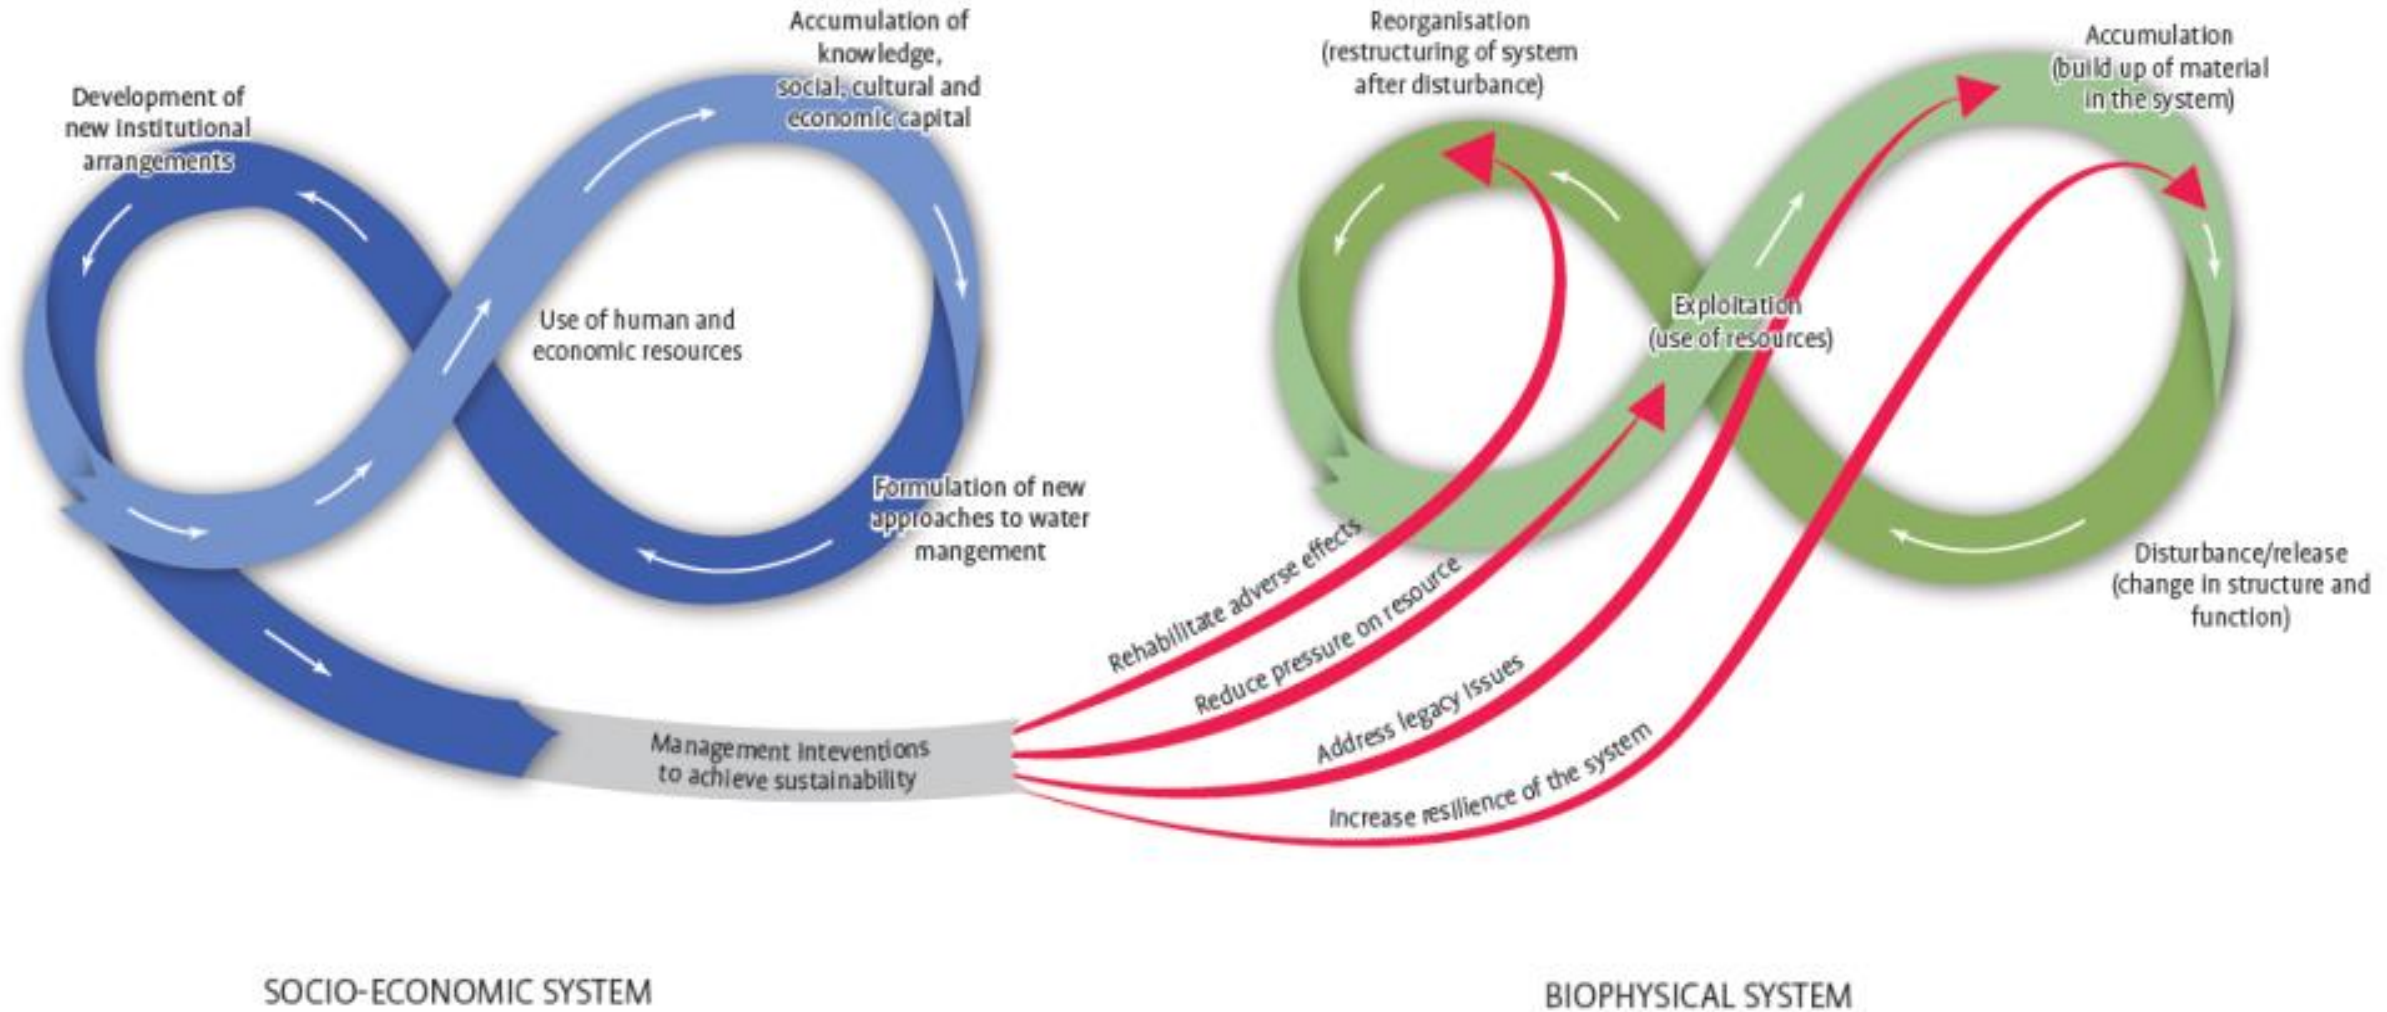 Development of
new institutional
arrangements
Accumulation of
knowledge,
social, cultural and
economic capital
Use of human and
economic resources
Formulation of new
approaches to water
mangement
Management inteventions
to achieve sustainability
Reorganisation
(restructuring of system
after disturbance)
Accumulation
(build up of material
in the system)
Exploitation
(use of resources)
Disturbance/release
(change in structure and
function)
Rehabilitate adverse effects
Reduce pressure on resource
Address legacy issues
Increase resilience of the system
SOCIO-ECONOMIC SYSTEM
BIOPHYSICAL SYSTEM